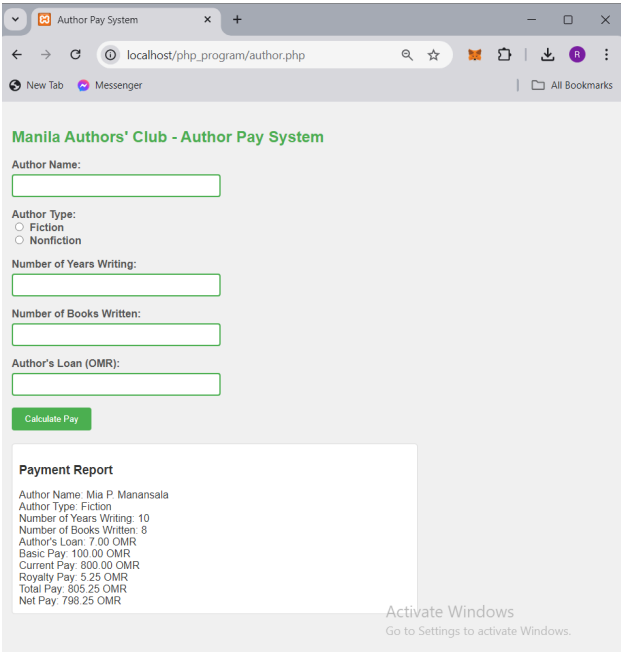 Author Pay System
localhost/php_program/author.php
R
New Tab
Messenger
All Bookmarks
Manila Authors' Club - Author Pay System
Author Name:
Author Type:
Fiction
Nonfiction
Number of Years Writing:
Number of Books Written:
Author's Loan (OMR):
Calculate Pay
Payment Report
Author Name: Mia P. Manansala
Author Type: Fiction
Number of Years Writing: 10
Number of Books Written: 8
Author's Loan: 7.00 OMR
Basic Pay: 100.00 OMR
Current Pay: 800.00 OMR
Royalty Pay: 5.25 OMR
Total Pay: 805.25 OMR
Net Pay: 798.25 OMR
Activate Windows
Go to Settings to activate Windows.